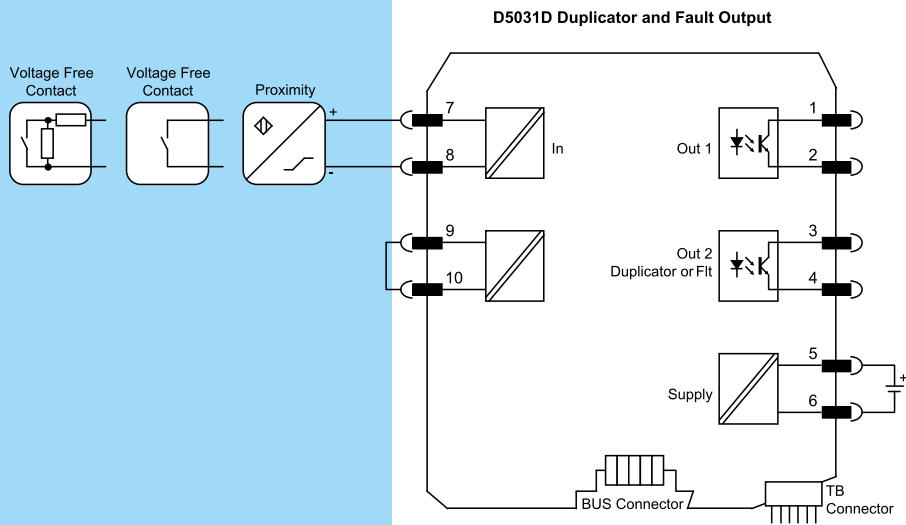 D5031D Duplicator and Fault Output
Voltage Free
Contact
Voltage Free
Contact
Proximity
+
-
7
8
In
9
10
1
Out 1
2
3
Out 2
Duplicator or Flt
4
5
Supply
6
+
BUS Connector
TB
Connector